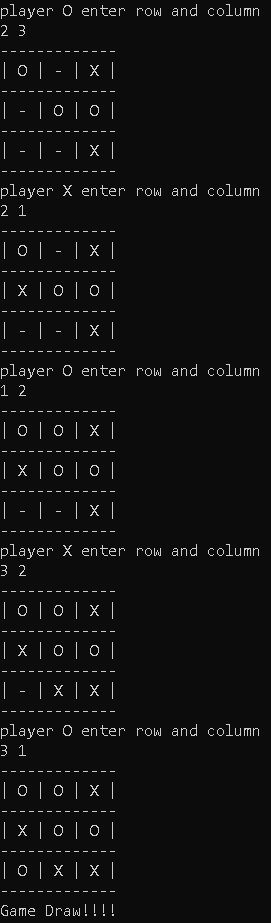 player O enter row and column
2 3
-------------
| O | - | X |
-------------
| - | O | O |
-------------
| - | - | X |
-------------
player X enter row and column
2 1
-------------
| O | - | X |
-------------
| X | O | O |
-------------
| - | - | X |
-------------
player O enter row and column
1 2
-------------
| O | O | X |
-------------
| X | O | O |
-------------
| - | - | X |
-------------
player X enter row and column
3 2
-------------
| O | O | X |
-------------
| X | O | O |
-------------
| - | X | X |
-------------
player O enter row and column
3 1
-------------
| O | O | X |
-------------
| X | O | O |
-------------
| O | X | X |
-------------
Game Draw!!!!